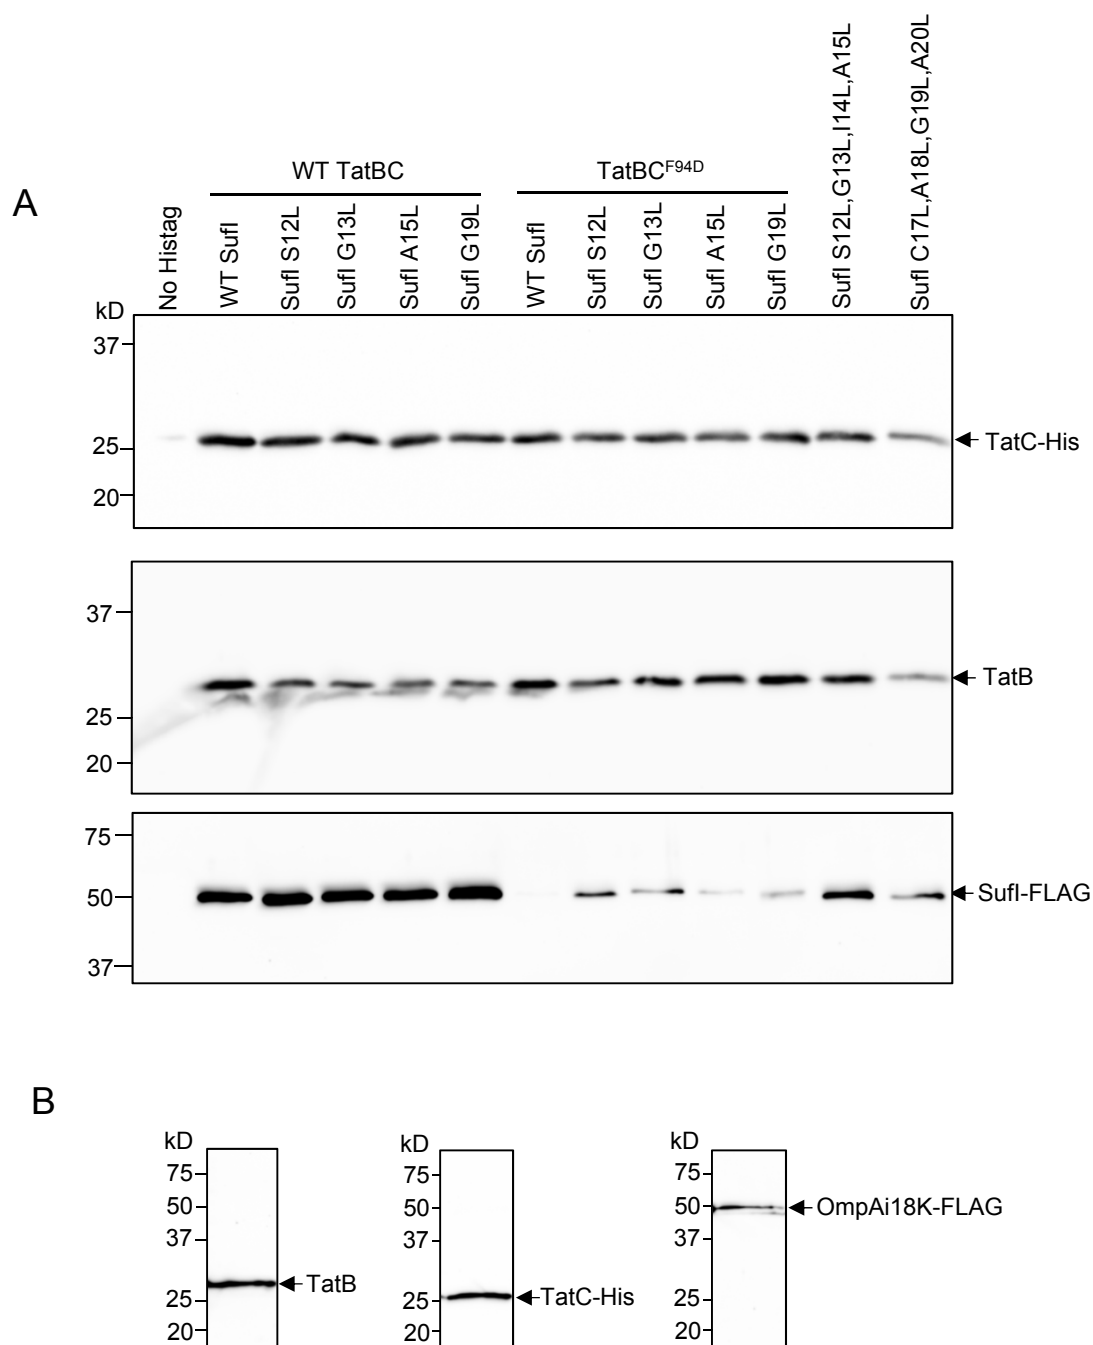 A
WT TatBC
TatBCF94D
No Histag
WT SufI
SufI S12L
SufI G13L
SufI A15L
SufI G19L
WT SufI
SufI S12L
SufI G13L
SufI A15L
SufI G19L
SufI S12L,G13L,I14L,A15L
SufI C17L,A18L,G19L,A20L
kD
37
25
20
TatC-His
37
25
20
TatB
75
50
37
SufI-FLAG
B
kD
75
50
37
25
20
TatB
kD
75
50
37
25
20
TatC-His
kD
75
50
37
25
20
OmpAi18K-FLAG